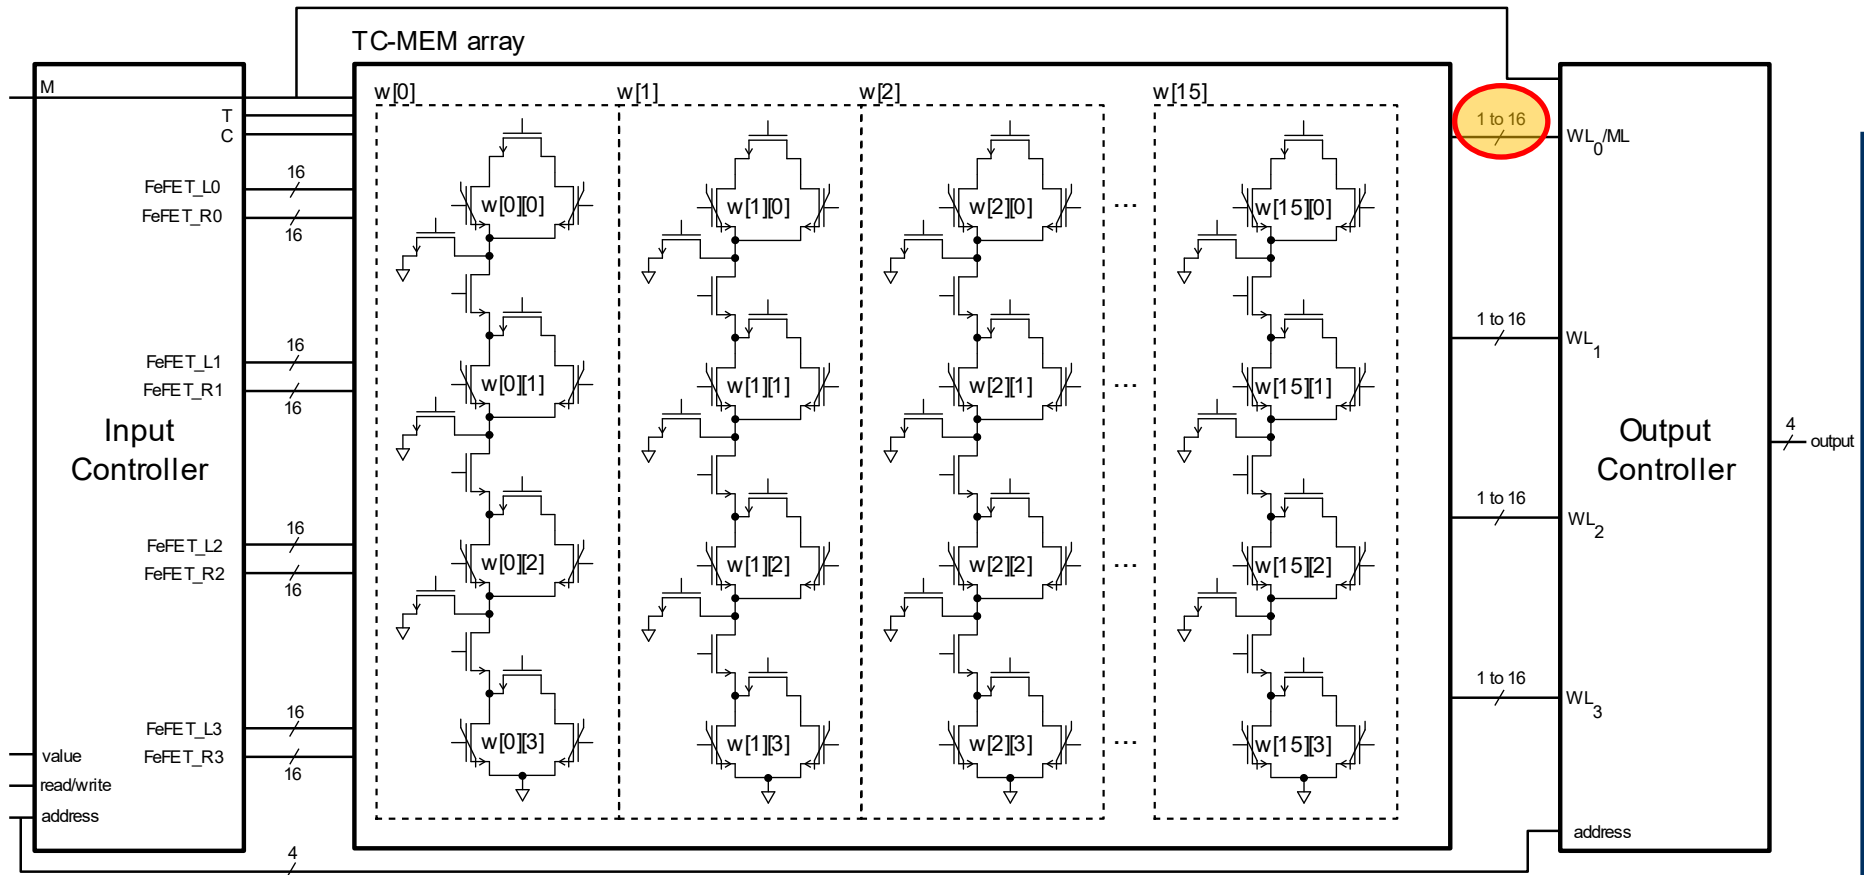 TC-MEM array
M
T
C
FeFET_L0
FeFET_R0
FeFET_L1
FeFET_R1
Input
Controller
FeFET_L2
FeFET_R2
FeFET_L3
FeFET_R3
value
read/write
address
16
16
16
16
16
16
16
16
4
w[0]
w[0][0]
w[0][1]
w[0][2]
w[0][3]
w[1]
w[1][0]
w[1][1]
w[1][2]
w[1][3]
w[2]
w[2][0]
w[2][1]
w[2][2]
w[2][3]
...
...
...
...
w[15]
w[15][0]
w[15][1]
w[15][2]
w[15][3]
1 to 16
1 to 16
1 to 16
1 to 16
WL0/ML
WL1
WL2
WL3
Output
Controller
address
4
output